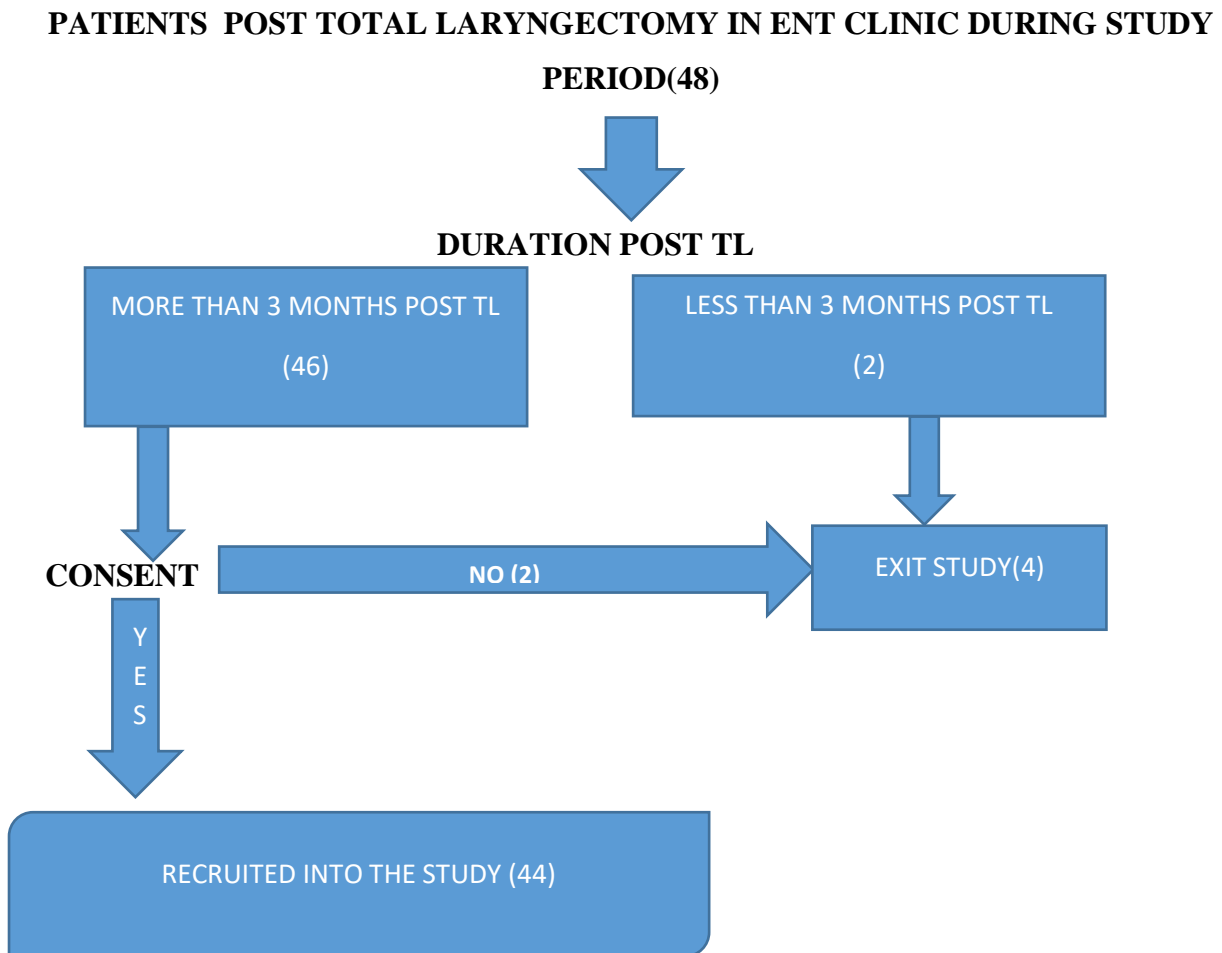 PATIENTS POST TOTAL LARYNGECTOMY IN ENT CLINIC DURING STUDY
PERIOD(48)
DURATION POST TL
MORE THAN 3 MONTHS POST TL
(46)
LESS THAN 3 MONTHS POST TL
(2)
CONSENT
NO (2)
EXIT STUDY(4)
Y
E
S
RECRUITED INTO THE STUDY (44)